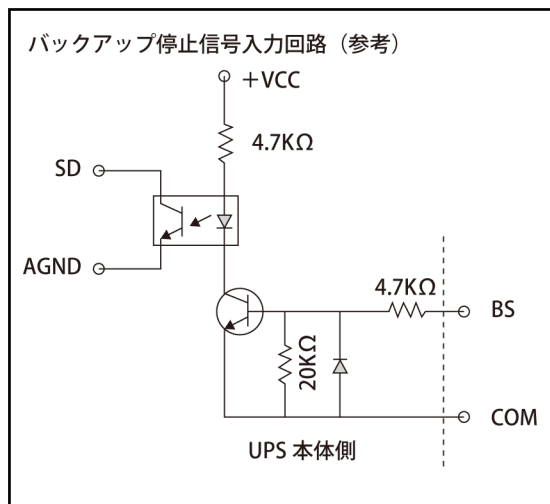 バックアップ停止信号入力回路（参考）
＋VCC
4.7KΩ
SD
AGND
4.7KΩ
BS
20KΩ
COM
UPS 本体側